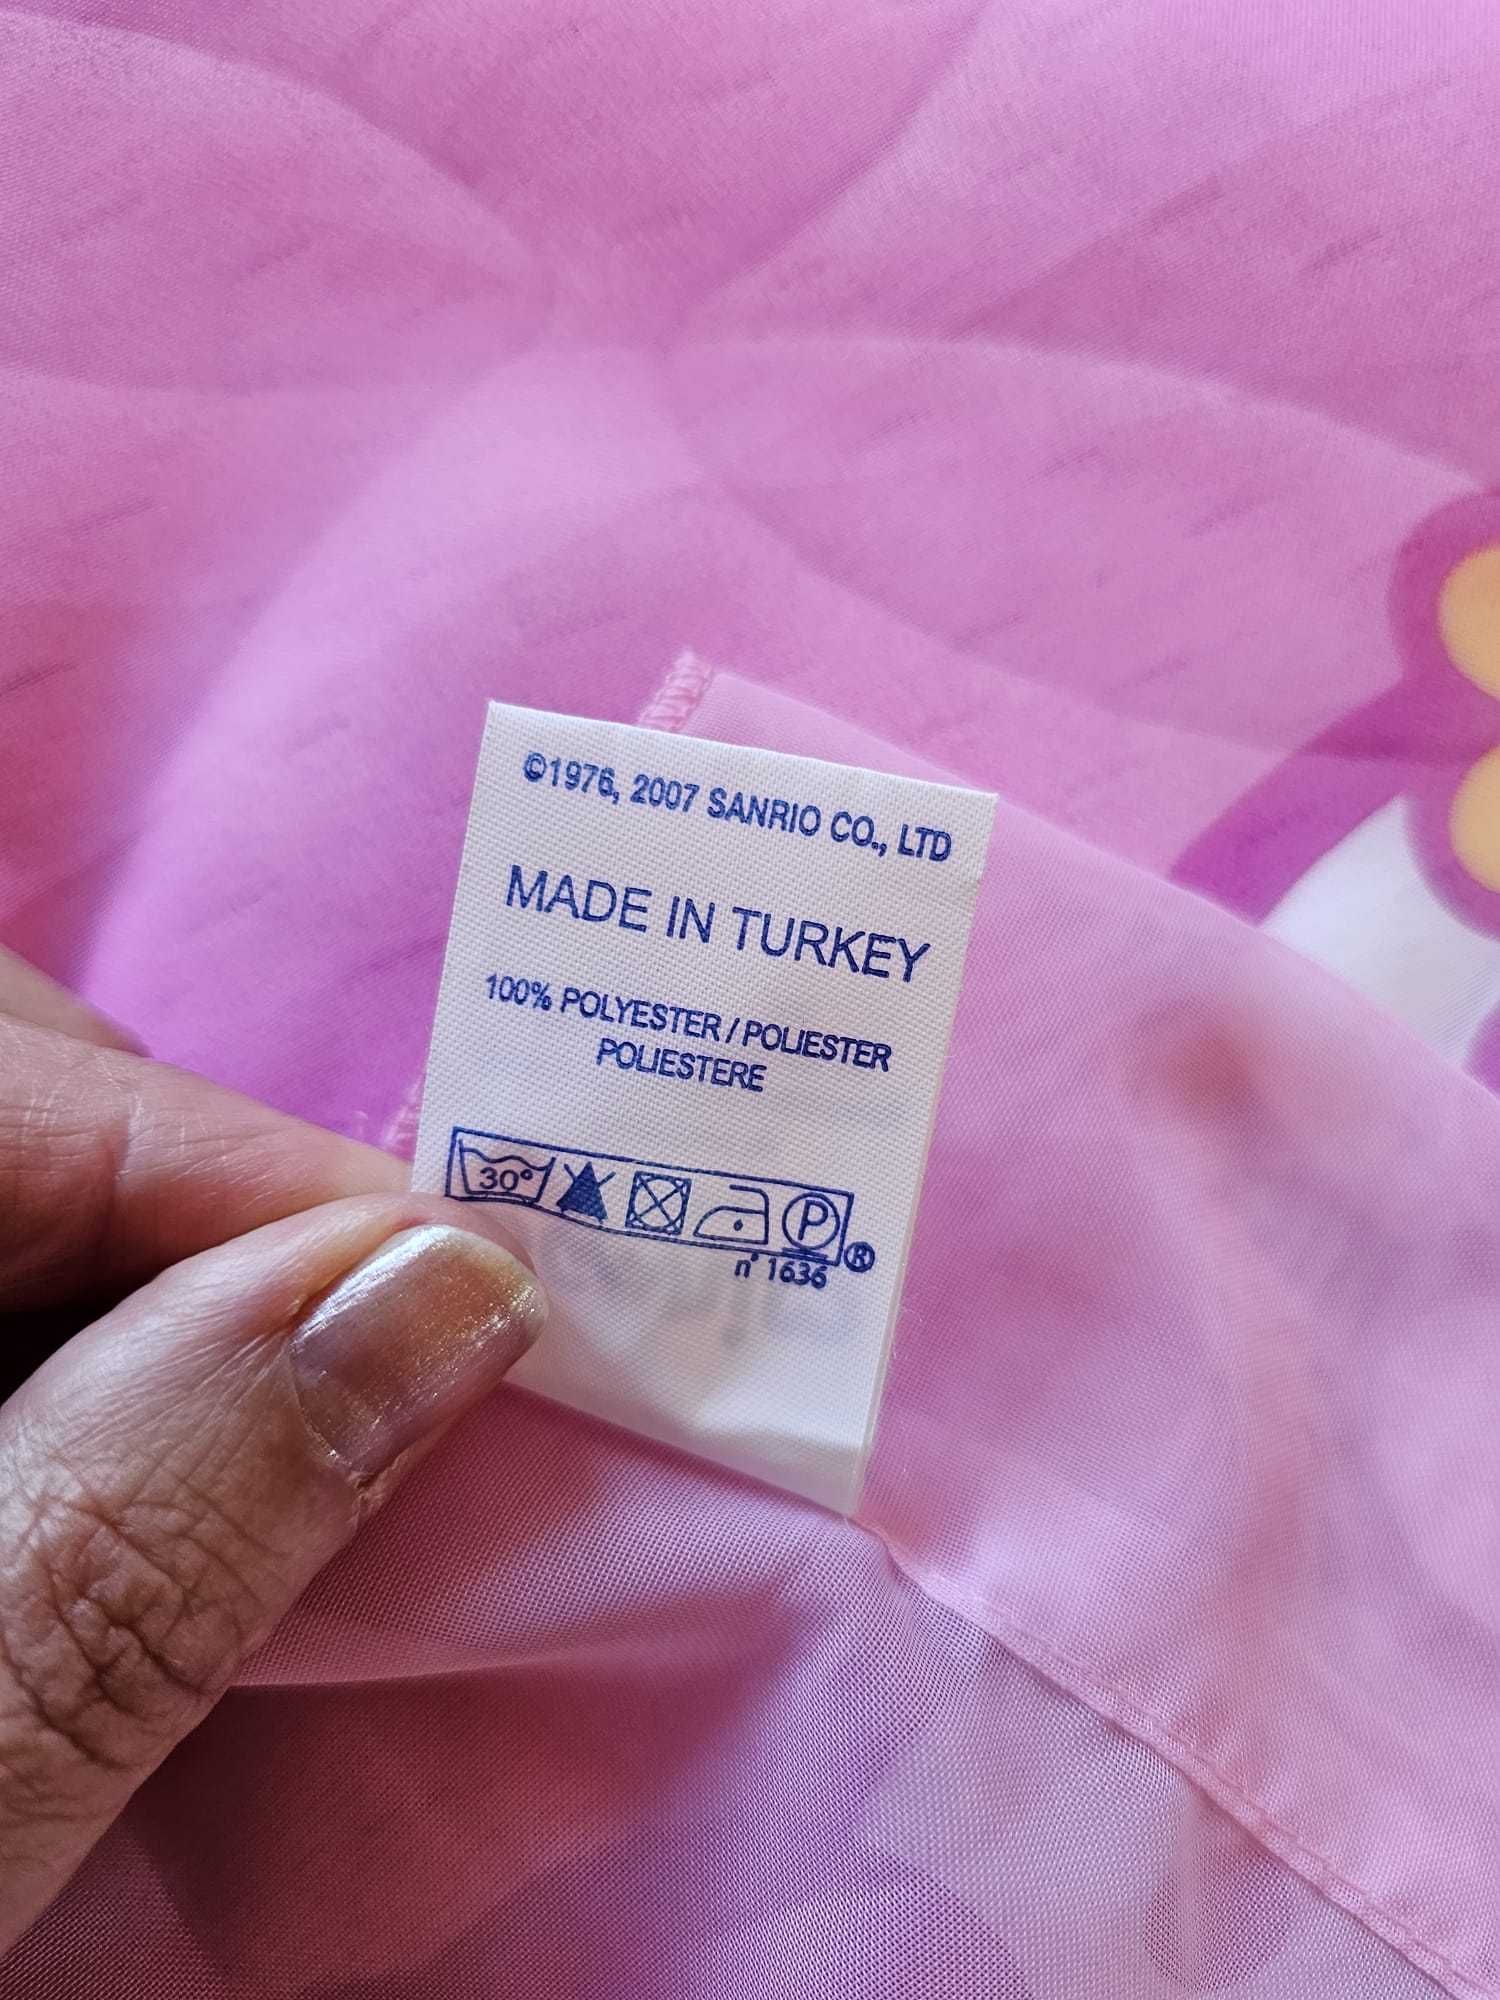 ©1976, 2007 SANRIO CO., LTD
MADE IN TURKEY
100% POLYESTER / POLIESTER
POLIESTERE
30°
P
®
n° 1636